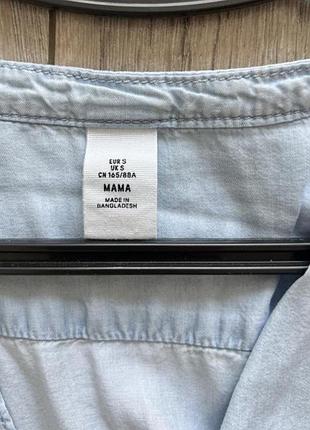 EUR S
UK S
CN 165/88A
MAMA
MADE IN
BANGLADESH